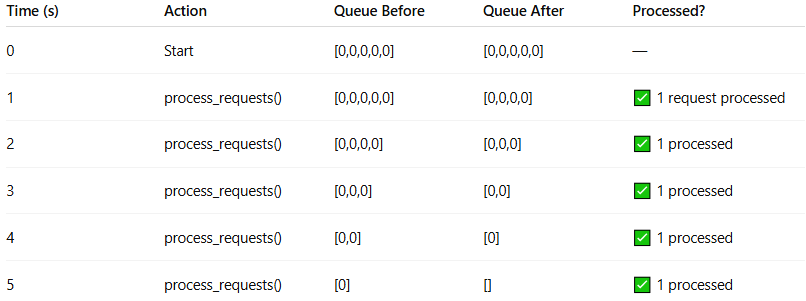 Time (s) Action Queue Before Queue After Processed?
0 Start [0,0,0,0,0] [0,0,0,0,0] —
1 process_requests() [0,0,0,0,0] [0,0,0,0] ✅ 1 request processed
2 process_requests() [0,0,0,0] [0,0,0] ✅ 1 processed
3 process_requests() [0,0,0] [0,0] ✅ 1 processed
4 process_requests() [0,0] [0] ✅ 1 processed
5 process_requests() [0] [] ✅ 1 processed